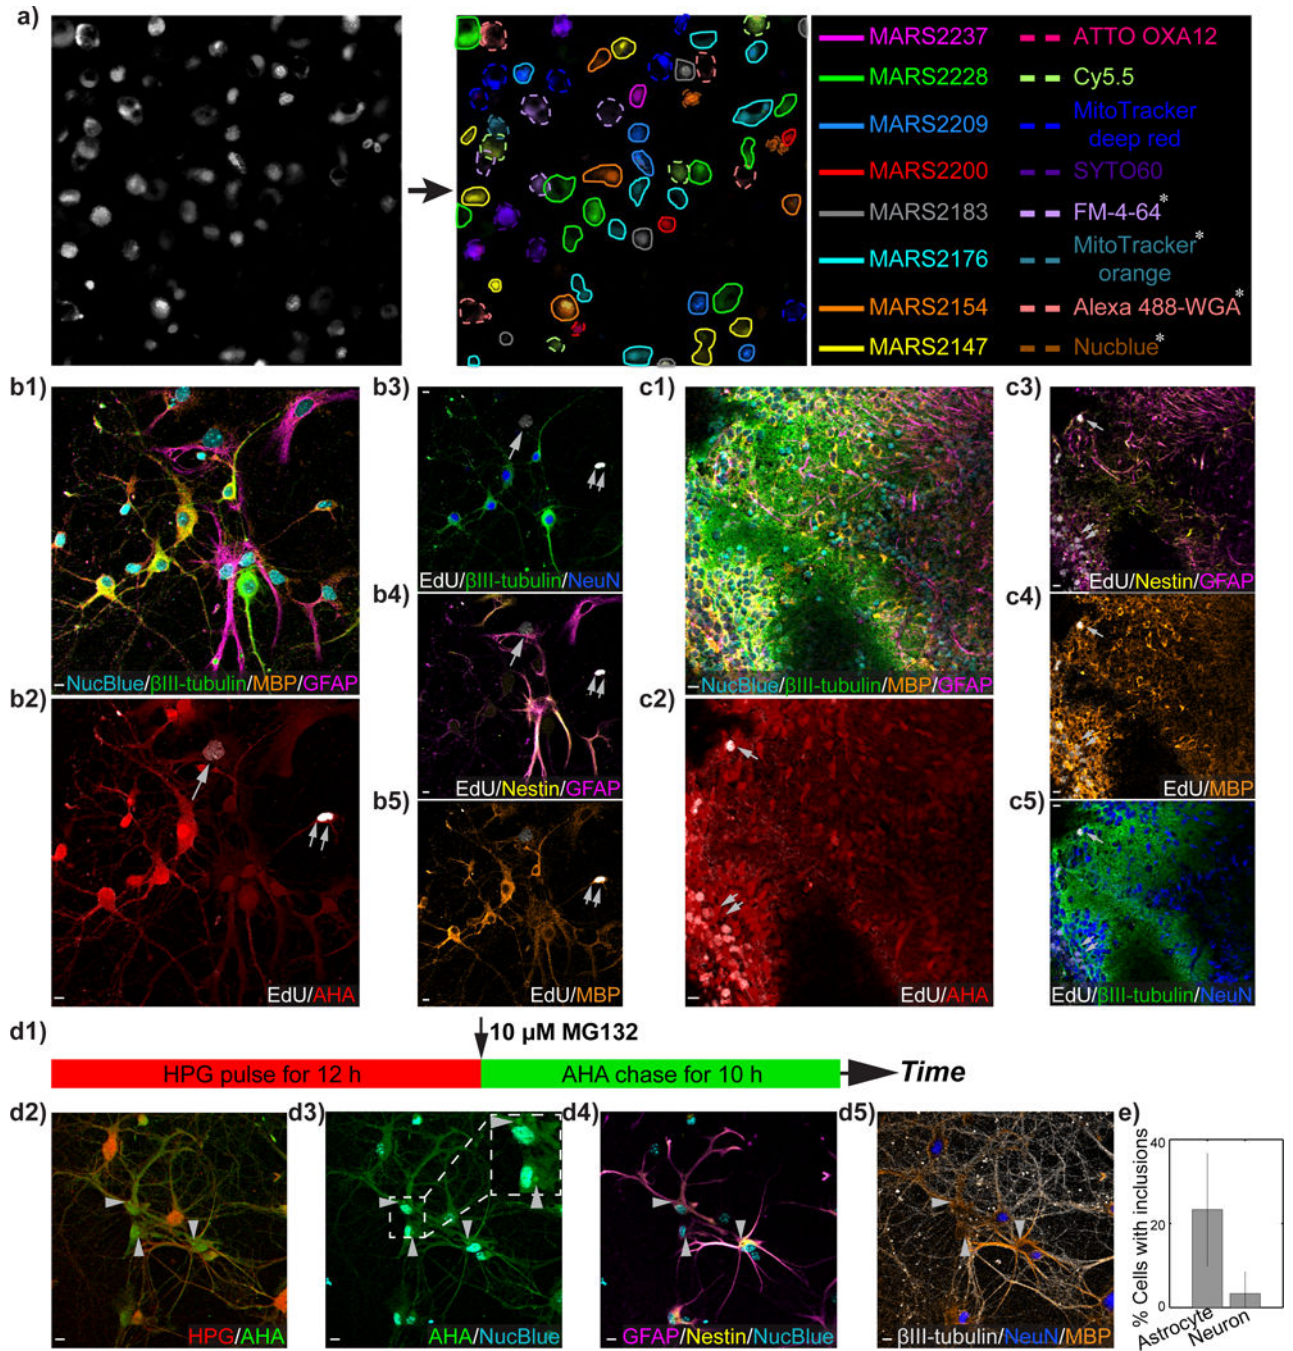 a)
MARS2237
MARS2228
MARS2209
MARS2200
MARS2183
MARS2176
MARS2154
MARS2147
ATTO OXA12
Cy5.5
MitoTracker
deep red
SYTO60
FM-4-64*
MitoTracker*
orange
Alexa 488-WGA*
Nucblue*
b1)
NucBlue/βIII-tubulin/MBP/GFAP
b2)
EdU/AHA
b3)
EdU/βIII-tubulin/NeuN
b4)
EdU/Nestin/GFAP
b5)
EdU/MBP
c1)
NucBlue/βIII-tubulin/MBP/GFAP
c2)
EdU/AHA
c3)
EdU/Nestin/GFAP
c4)
EdU/MBP
c5)
EdU/βIII-tubulin/NeuN
d1)
10 µM MG132
HPG pulse for 12 h
AHA chase for 10 h
Time
d2)
HPG/AHA
d3)
AHA/NucBlue
d4)
GFAP/Nestin/NucBlue
d5)
βIII-tubulin/NeuN/MBP
e)
% Cells with inclusions
40
20
0
Astrocyte
Neuron